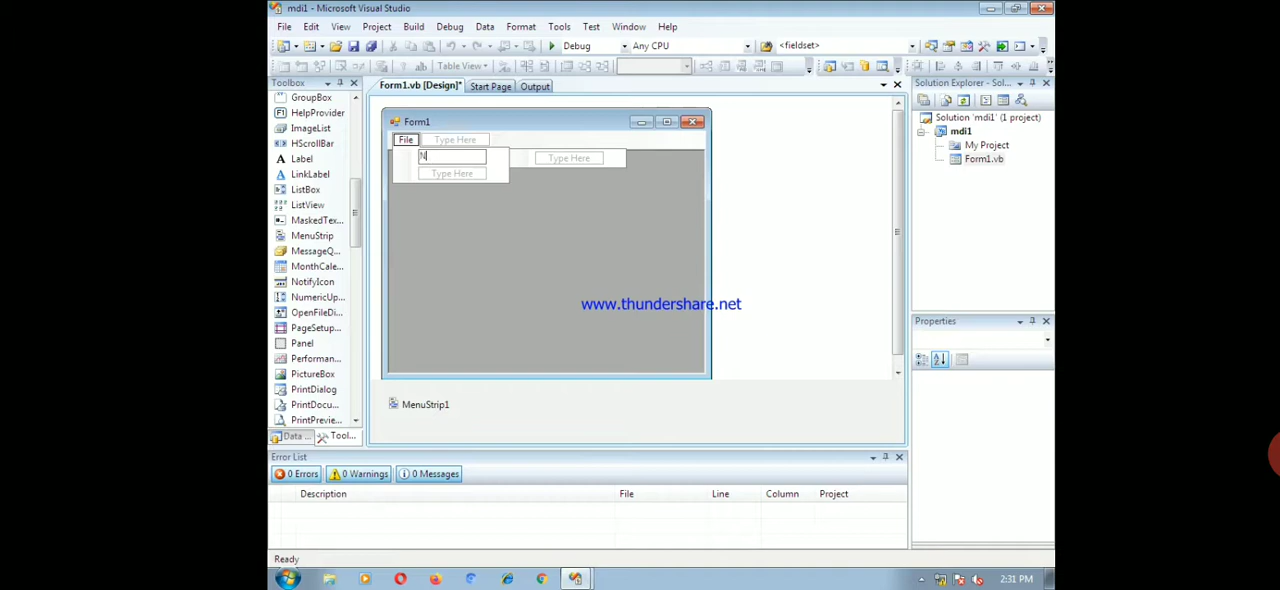 mdi1 - Microsoft Visual Studio
File Edit View Project Build Debug Data Format Tools Test Window Help
Debug Any CPU <fieldset>
Table View
Toolbox
GroupBox
HelpProvider
ImageList
HScrollBar
Label
LinkLabel
ListBox
ListView
MaskedTex...
MenuStrip
MessageQ...
MonthCale...
NotifyIcon
NumericUp...
OpenFileDi...
PageSetup...
Panel
Performan...
PictureBox
PrintDialog
PrintDocu...
PrintPrevie...
Data ... Tool...
Form1.vb [Design]* Start Page Output
Form1
File Type Here
N Type Here
Type Here
www.thundershare.net
MenuStrip1
Solution Explorer - Sol...
Solution 'mdi1' (1 project)
mdi1
My Project
Form1.vb
Properties
Error List
0 Errors 0 Warnings 0 Messages
Description File Line Column Project
Ready
2:31 PM